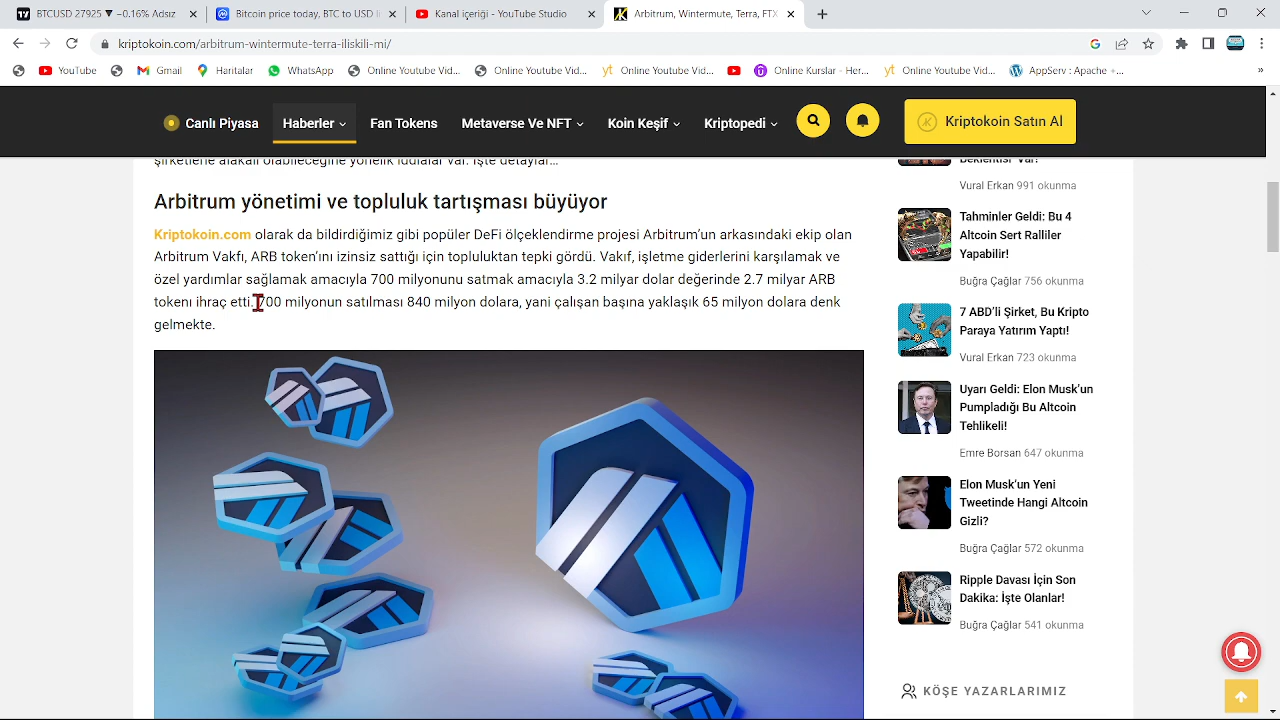 BTCUSD 27925 ▼ −0.16% Adsız
Bitcoin price today, BTC to USD li
Kanal içeriği - YouTube Studio
Arbitrum, Wintermute, Terra, FTX
kriptokoin.com/arbitrum-wintermute-terra-iliskili-mi/
YouTube
Gmail
Haritalar
WhatsApp
Online Youtube Vid...
Online Youtube Vid...
Online Youtube Vid...
Online Kurslar - Her...
Online Youtube Vid...
AppServ : Apache +...
»
Canlı Piyasa
Haberler
Fan Tokens
Metaverse Ve NFT
Koin Keşif
Kriptopedi
Kriptokoin Satın Al
şirketlerle alakalı olabileceğine yönelik iddialar var. İşte detaylar…
Arbitrum yönetimi ve topluluk tartışması büyüyor
Kriptokoin.com olarak da bildirdiğimiz gibi popüler DeFi ölçeklendirme projesi Arbitrum’un arkasındaki ekip olan
Arbitrum Vakfı, ARB token’ını izinsiz sattığı için topluluktan tepki gördü. Vakıf, işletme giderlerini karşılamak ve
özel yardımlar sağlamak amacıyla 700 milyonunu satmak amacıyla 3.2 milyar dolar değerinde 2.7 milyar ARB
tokenı ihraç etti. 700 milyonun satılması 840 milyon dolara, yani çalışan başına yaklaşık 65 milyon dolara denk
gelmekte.
Beklentisi Var!
Vural Erkan 991 okunma
Tahminler Geldi: Bu 4
Altcoin Sert Ralliler
Yapabilir!
Buğra Çağlar 756 okunma
7 ABD’li Şirket, Bu Kripto
Paraya Yatırım Yaptı!
Vural Erkan 723 okunma
Uyarı Geldi: Elon Musk’un
Pumpladığı Bu Altcoin
Tehlikeli!
Emre Borsan 647 okunma
Elon Musk’un Yeni
Tweetinde Hangi Altcoin
Gizli?
Buğra Çağlar 572 okunma
Ripple Davası İçin Son
Dakika: İşte Olanlar!
Buğra Çağlar 541 okunma
KÖŞE YAZARLARIMIZ